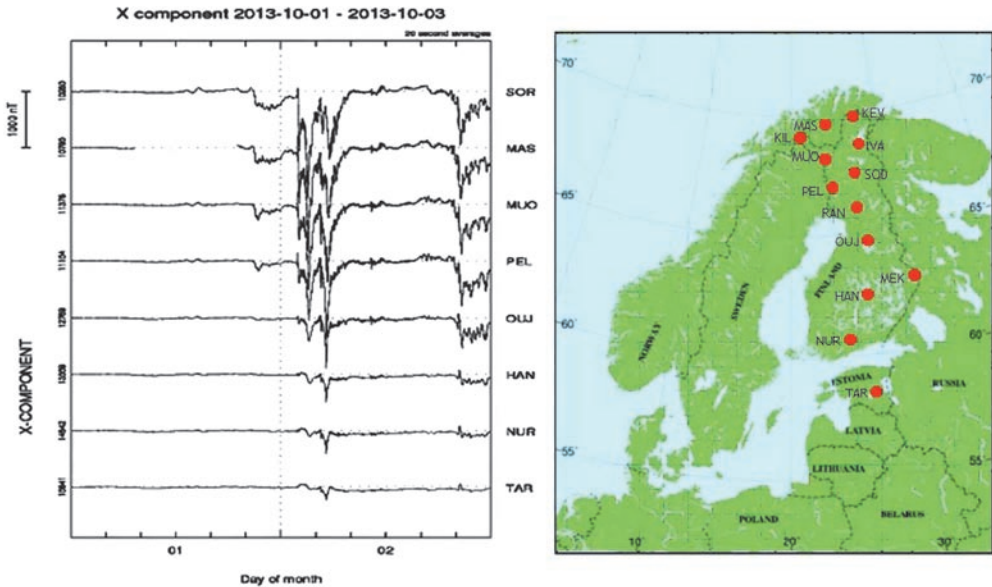 X component 2013-10-01 - 2013-10-03
20 second averages
1000 nT
X-COMPONENT
SOR
MAS
MUO
PEL
11104
OUJ
HAN
NUR
TAR
01
02
Day of month
70°
70°
65°
65°
60°
60°
55°
55°
10°
20°
30°
KEV
MAS
KIL
IVA
MUO
SOD
PEL
RAN
OUJ
MEK
HAN
NUR
TAR
NORWAY
SWEDEN
FINLAND
ESTONIA
RUSSIA
LATVIA
LITHUANIA
BELARUS
POLAND